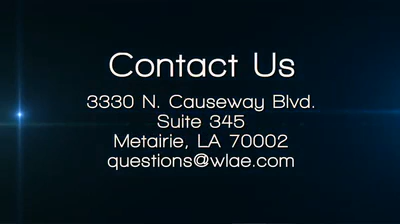 Contact Us
3330 N. Causeway Blvd.
Suite 345
Metairie, LA 70002
questions@wlae.com